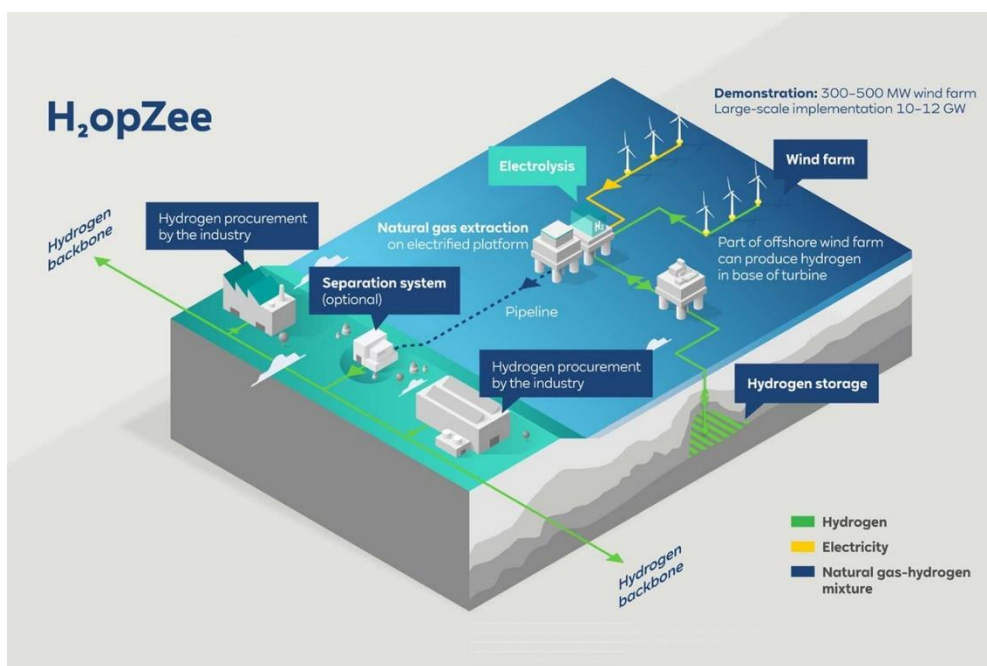 H₂opZee
Demonstration: 300–500 MW wind farm
Large-scale implementation 10–12 GW
Electrolysis
Wind farm
Hydrogen procurement
by the industry
Natural gas extraction
on electrified platform
H₂
Part of offshore wind farm
can produce hydrogen
in base of turbine
Hydrogen
backbone
Separation system
(optional)
Pipeline
Hydrogen procurement
by the industry
Hydrogen storage
Hydrogen
backbone
Hydrogen
Electricity
Natural gas-hydrogen
mixture